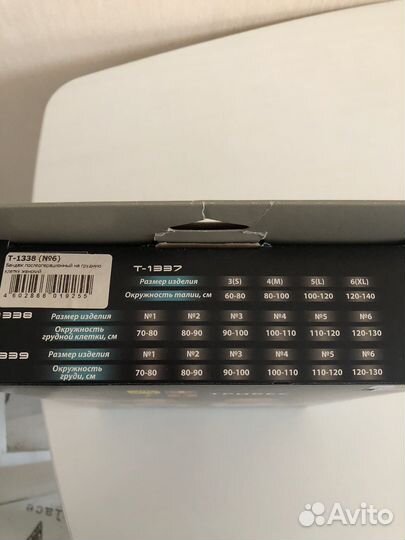 T-1338 (№6)
Бандаж послеоперационный на грудную
клетку женский
4602866019255
T-1337
Размер изделия 3(S) 4(M) 5(L) 6(XL)
Окружность талии, см 60-80 80-100 100-120 120-140
338
Размер изделия №1 №2 №3 №4 №5 №6
Окружность
грудной клетки, см 70-80 80-90 90-100 100-110 110-120 120-130
339
Размер изделия №1 №2 №3 №4 №5 №6
Окружность
груди, см 70-80 80-90 90-100 100-110 110-120 120-130
lace
Avito